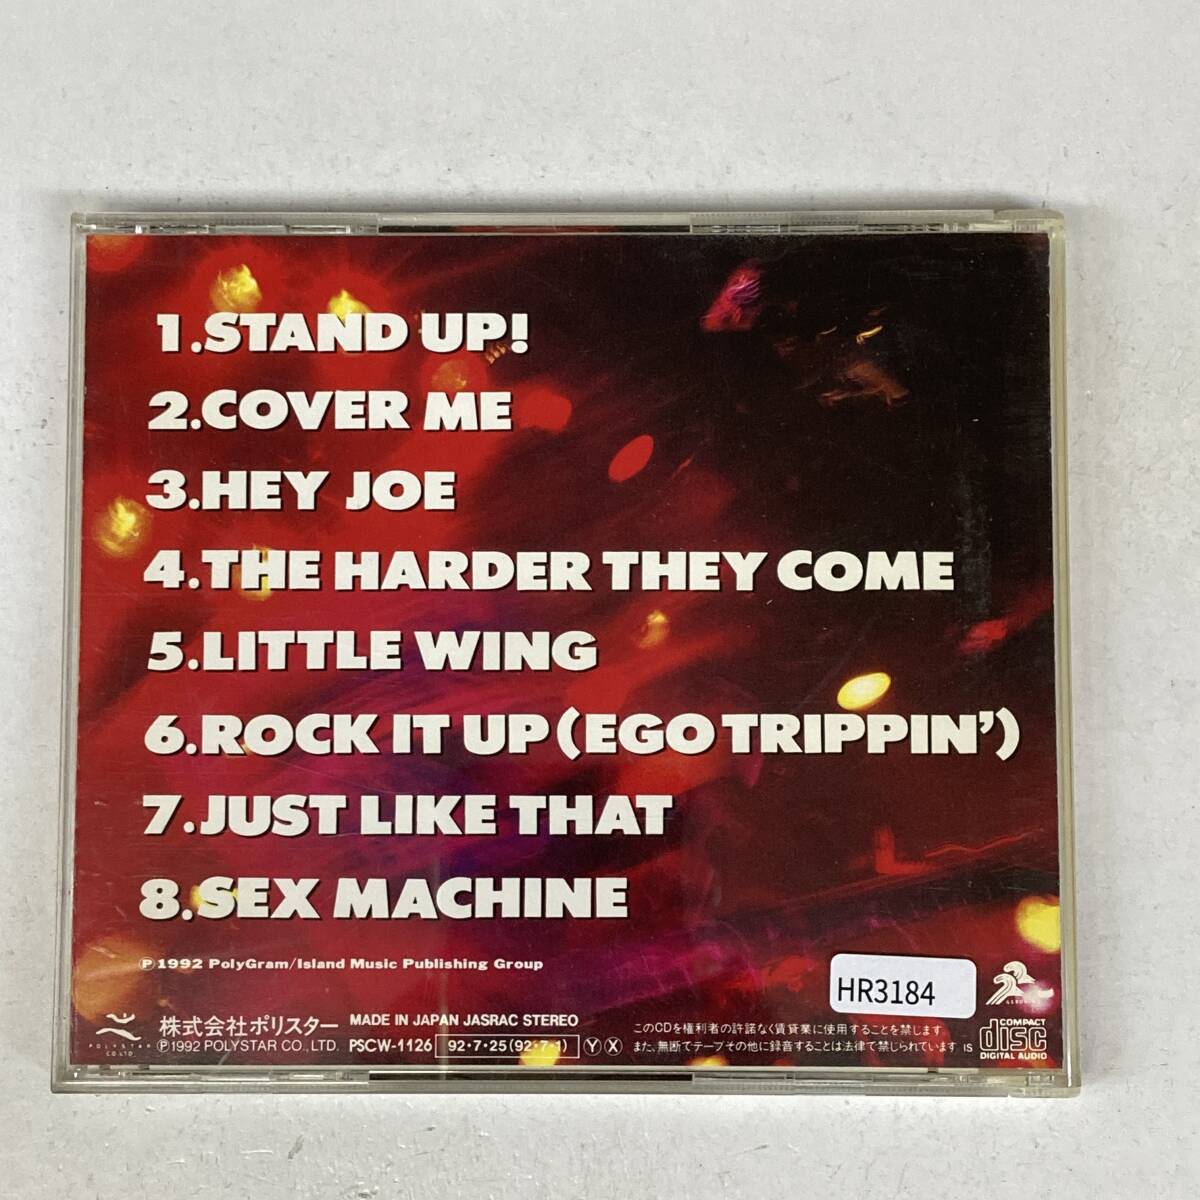 1.STAND UP!
2.COVER ME
3.HEY JOE
4.THE HARDER THEY COME
5.LITTLE WING
6.ROCK IT UP(EGO TRIPPIN')
7.JUST LIKE THAT
8.SEX MACHINE
Ⓟ1992 PolyGram/Island Music Publishing Group
HR3184
POLYSTAR CO.LTD.
株式会社ポリスター
Ⓟ1992 POLYSTAR CO., LTD.
MADE IN JAPAN JASRAC STEREO
PSCW-1126 92・7・25(92・7・1) Ⓨ Ⓧ
このCDを権利者の許諾なく賃貸業に使用することを禁じます
また、無断でテープその他に録音することは法律で禁じられています IS
COMPACT
disc
DIGITAL AUDIO